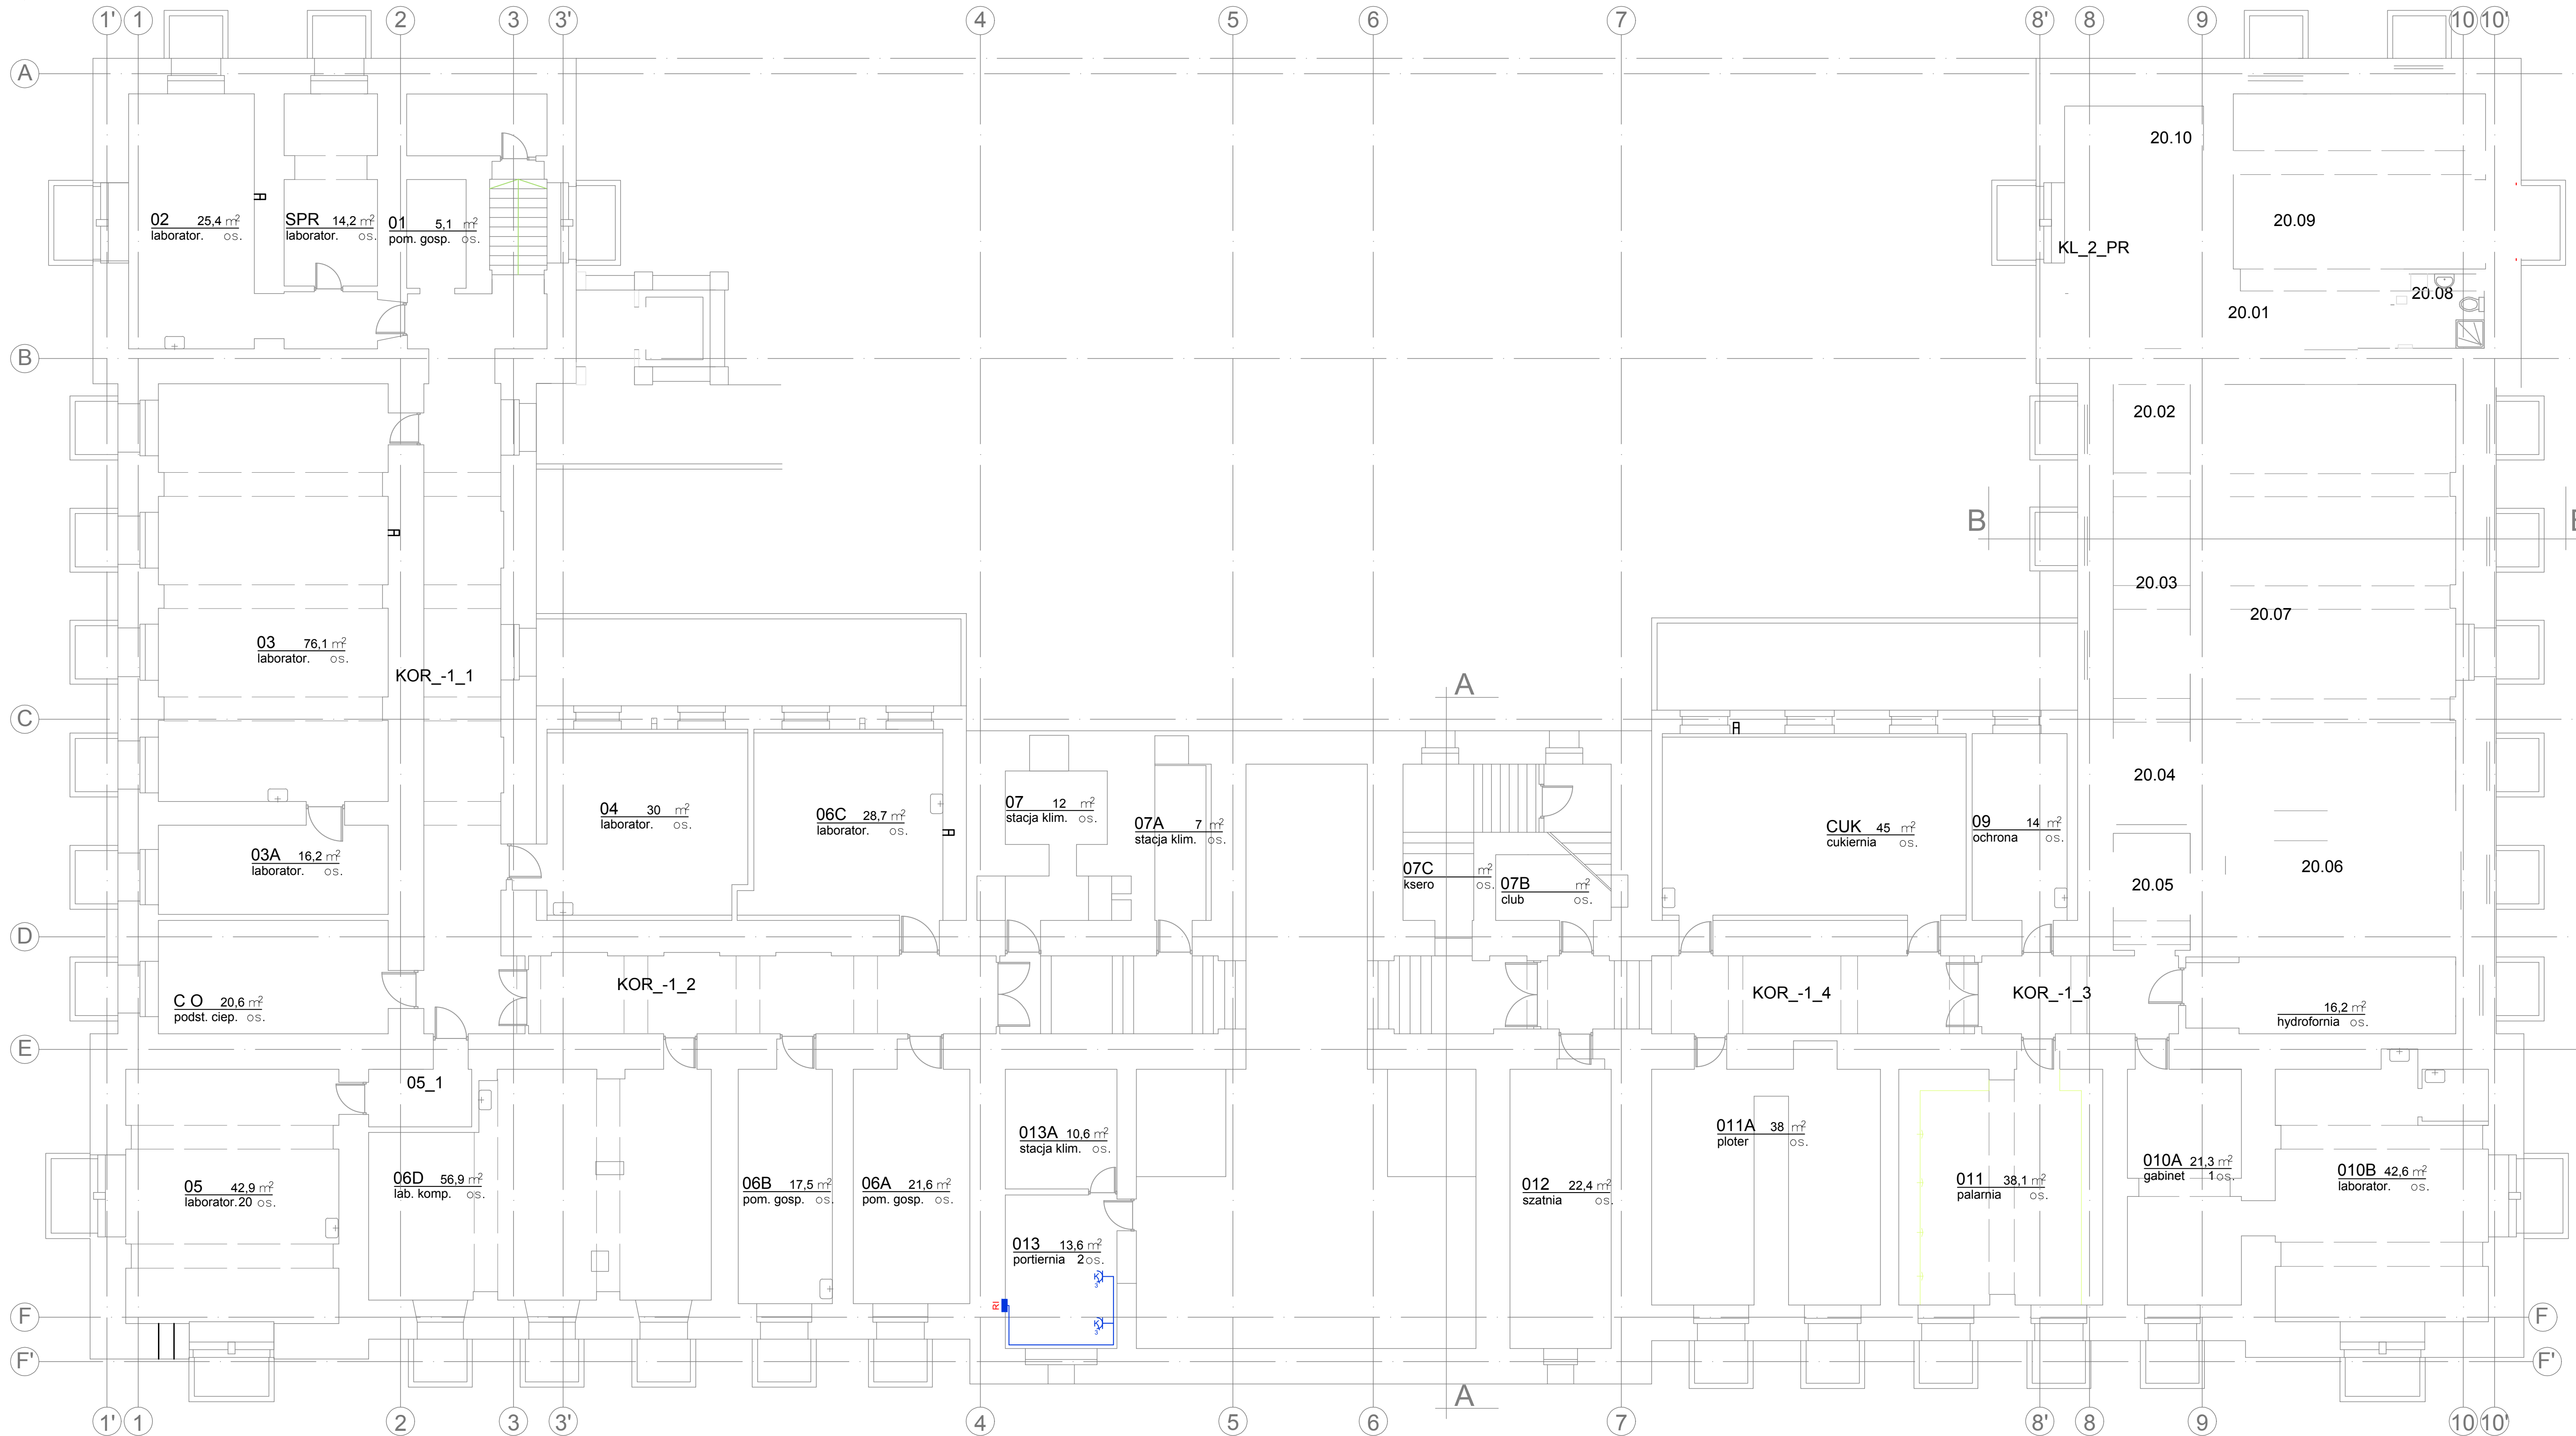 1' 1 2 3 3' 4 5 6 7 8' 8 9 10 10'
A
20.10
02 25,4 m²
laborator. os.
SPR 14,2 m²
laborator. os.
01 5,1 m²
pom. gosp. os.
20.09
KL_2_PR
20.08
20.01
B
20.02
B
20.03
20.07
03 76,1 m²
laborator. os.
KOR_-1_1
A
C
20.04
04 30 m²
laborator. os.
06C 28,7 m²
laborator. os.
07 12 m²
stacja klim. os.
07A 7 m²
stacja klim. os.
CUK 45 m²
cukiernia os.
09 14 m²
ochrona os.
03A 16,2 m²
laborator. os.
07C m²
ksero os.
07B m²
club os.
20.06
20.05
D
C O 20,6 m²
podst. ciep. os.
KOR_-1_2
KOR_-1_4
KOR_-1_3
16,2 m²
hydrofornia os.
E
05_1
013A 10,6 m²
stacja klim. os.
011A 38 m²
ploter os.
05 42,9 m²
laborator. 20 os.
06D 56,9 m²
lab. komp. os.
06B 17,5 m²
pom. gosp. os.
06A 21,6 m²
pom. gosp. os.
012 22,4 m²
szatnia os.
011 38,1 m²
palarnia os.
010A 21,3 m²
gabinet 1 os.
010B 42,6 m²
laborator. os.
013 13,6 m²
portiernia 2 os.
K
3
RI
K
3
F F
F' F'
A
1' 1 2 3 3' 4 5 6 7 8' 8 9 10 10'